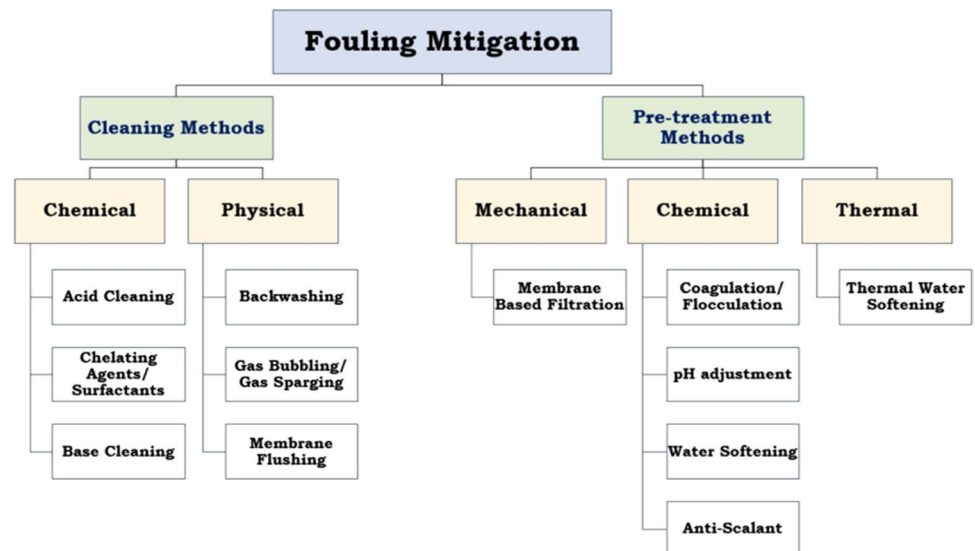 Fouling Mitigation
Cleaning Methods
Pre-treatment
Methods
Chemical
Physical
Mechanical
Chemical
Thermal
Acid Cleaning
Backwashing
Membrane
Based Filtration
Coagulation/
Flocculation
Thermal Water
Softening
Chelating
Agents/
Surfactants
Gas Bubbling/
Gas Sparging
pH adjustment
Base Cleaning
Membrane
Flushing
Water Softening
Anti-Scalant